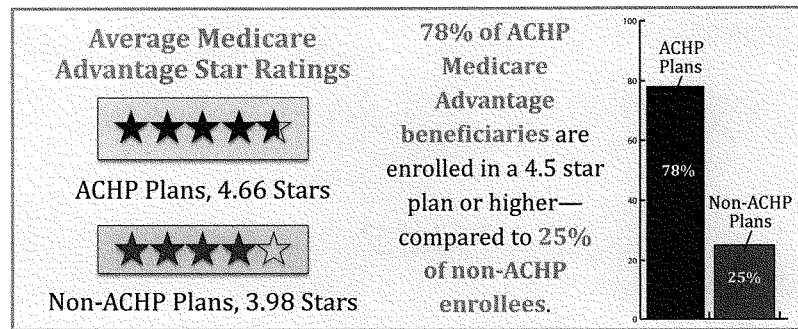 Average Medicare
Advantage Star Ratings
ACHP Plans, 4.66 Stars
Non-ACHP Plans, 3.98 Stars
78% of ACHP
Medicare
Advantage
beneficiaries are
enrolled in a 4.5 star
plan or higher—
compared to 25%
of non-ACHP
enrollees.
100
80
60
40
20
0
ACHP
Plans
78%
Non-ACHP
Plans
25%